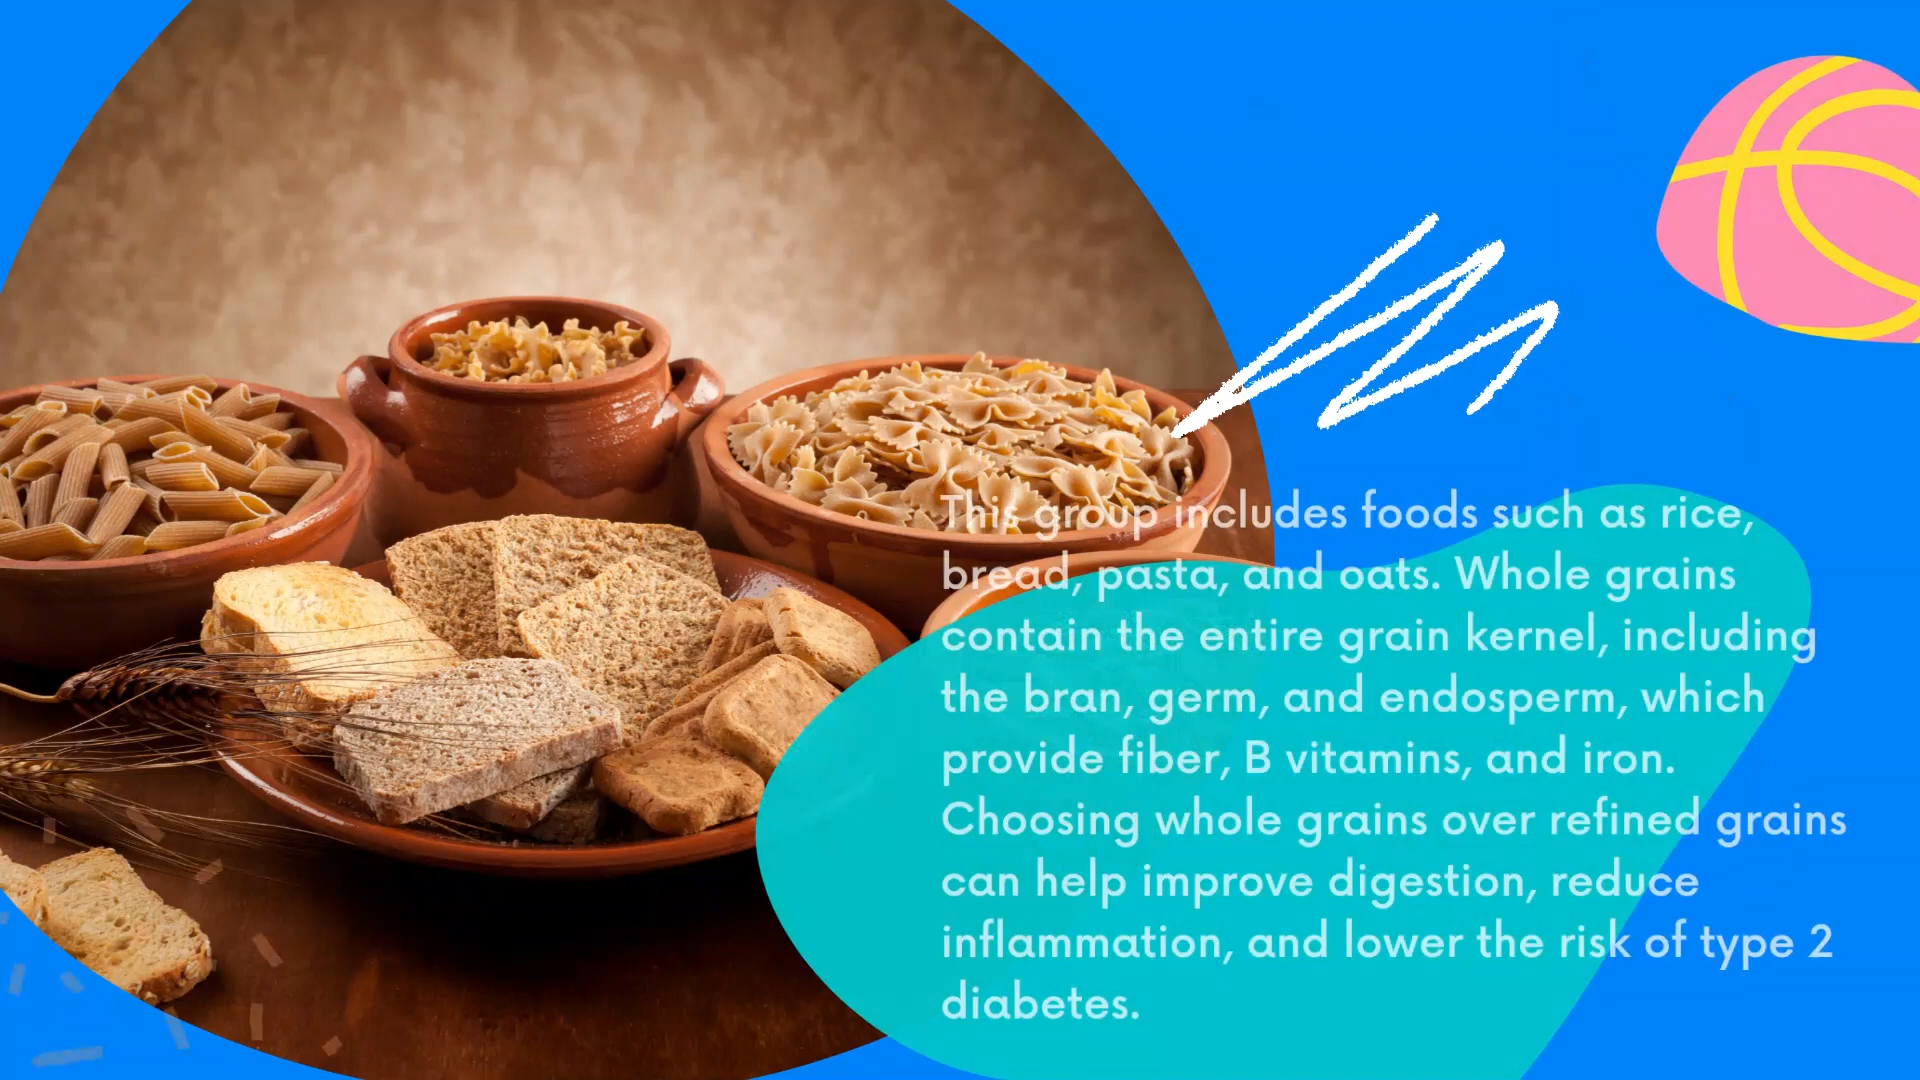 This group includes foods such as rice,
bread, pasta, and oats. Whole grains
contain the entire grain kernel, including
the bran, germ, and endosperm, which
provide fiber, B vitamins, and iron.
Choosing whole grains over refined grains
can help improve digestion, reduce
inflammation, and lower the risk of type 2
diabetes.